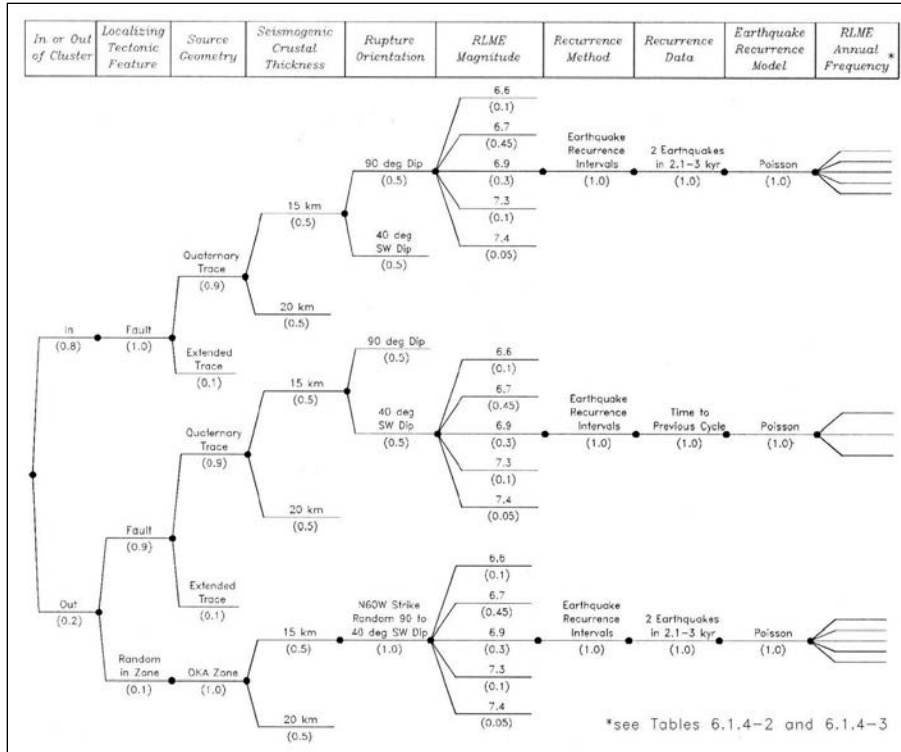 In or Out
of Cluster
Localizing
Tectonic
Feature
Source
Geometry
Seismogenic
Crustal
Thickness
Rupture
Orientation
RLME
Magnitude
Recurrence
Method
Recurrence
Data
Earthquake
Recurrence
Model
RLME
Annual
Frequency *
In
(0.8)
Fault
(1.0)
Quaternary
Trace
(0.9)
Extended
Trace
(0.1)
15 km
(0.5)
20 km
(0.5)
90 deg Dip
(0.5)
40 deg
SW Dip
(0.5)
6.6
(0.1)
6.7
(0.45)
6.9
(0.3)
7.3
(0.1)
7.4
(0.05)
Earthquake
Recurrence
Intervals
(1.0)
2 Earthquakes
in 2.1-3 kyr
(1.0)
Poisson
(1.0)
Out
(0.2)
Fault
(0.9)
Quaternary
Trace
(0.9)
Extended
Trace
(0.1)
15 km
(0.5)
20 km
(0.5)
90 deg Dip
(0.5)
40 deg
SW Dip
(0.5)
6.6
(0.1)
6.7
(0.45)
6.9
(0.3)
7.3
(0.1)
7.4
(0.05)
Earthquake
Recurrence
Intervals
(1.0)
Time to
Previous Cycle
(1.0)
Poisson
(1.0)
Random
in Zone
(0.1)
OKA Zone
(1.0)
15 km
(0.5)
20 km
(0.5)
N60W Strike
Random 90 to
40 deg SW Dip
(1.0)
6.6
(0.1)
6.7
(0.45)
6.9
(0.3)
7.3
(0.1)
7.4
(0.05)
Earthquake
Recurrence
Intervals
(1.0)
2 Earthquakes
in 2.1-3 kyr
(1.0)
Poisson
(1.0)
*see Tables 6.1.4-2 and 6.1.4-3